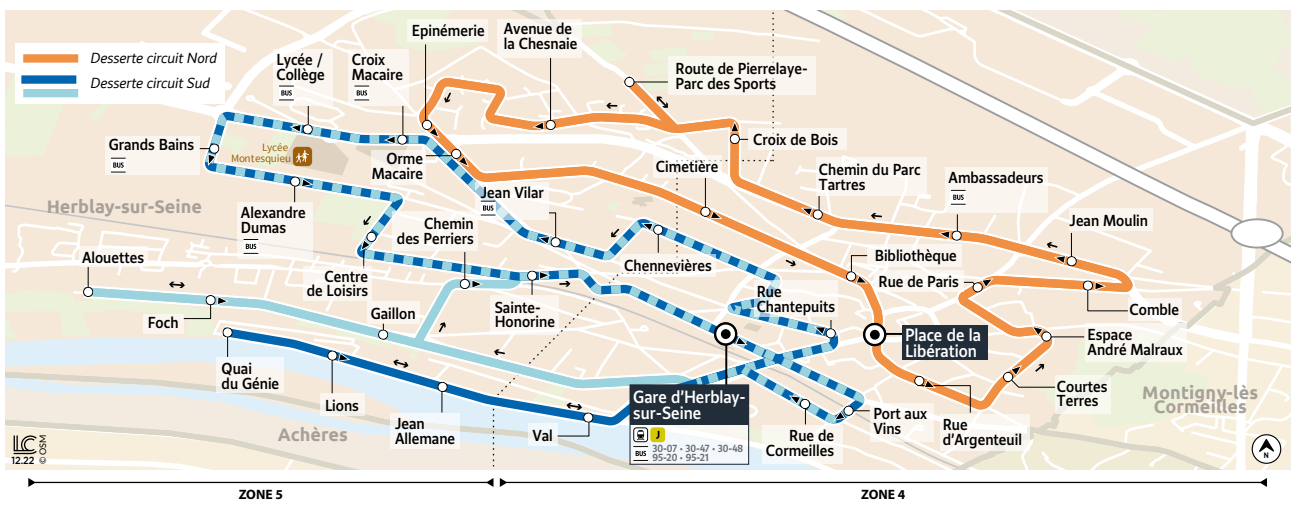 Desserte circuit Nord
Desserte circuit Sud
Epinémerie
Avenue de
la Chesnaie
Lycée /
Collège
BUS
Croix
Macaire
BUS
Route de Pierrelaye-
Parc des Sports
Grands Bains
BUS
Lycée
Montesquieu
Orme
Macaire
Croix de Bois
Cimetière
Chemin du Parc
Tartres
Ambassadeurs
BUS
Jean Vilar
BUS
Herblay-sur-Seine
Alexandre
Dumas
BUS
Chemin
des Perriers
Jean Moulin
Alouettes
Centre
de Loisirs
Chennevières
Bibliothèque
Rue de Paris
Foch
Gaillon
Sainte-
Honorine
Rue
Chantepuits
Comble
Place de la
Libération
Espace
André Malraux
Quai
du Génie
Lions
Jean
Allemane
Val
Gare d'Herblay-
sur-Seine
J
BUS
30-07 • 30-47 • 30-48
95-20 • 95-21
Rue de
Cormeilles
Port aux
Vins
Rue
d'Argenteuil
Courtes
Terres
Montigny-lès
Cormeilles
Achères
LC
12.22
© OSM
N
ZONE 5
ZONE 4